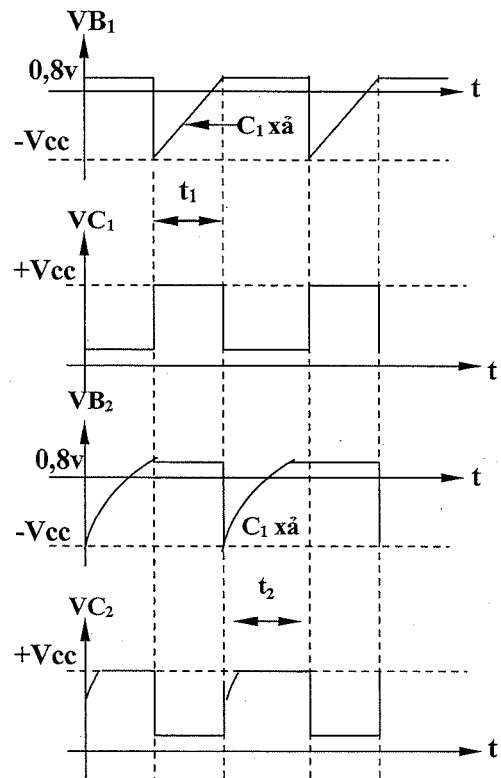 VB₁
0,8v
t
C₁ xả
-Vcc
t₁
VC₁
+Vcc
t
VB₂
0,8v
t
-Vcc
C₁ xả
t₂
VC₂
+Vcc
t